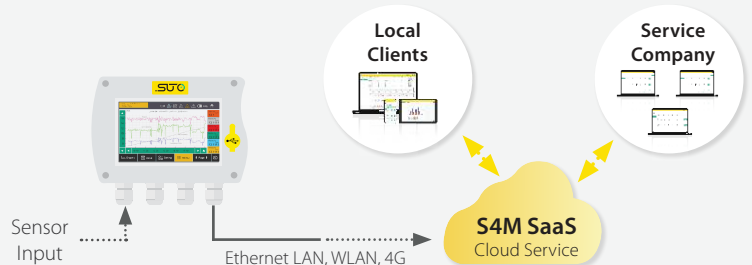 Local
Clients
Service
Company
SUTO
Sensor
Input
Ethernet LAN, WLAN, 4G
S4M SaaS
Cloud Service